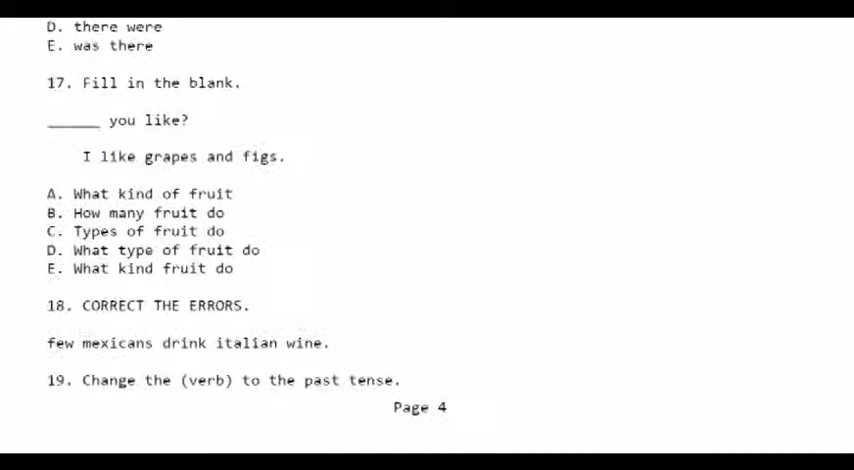 D. there were
E. was there
17. Fill in the blank.
______ you like?
I like grapes and figs.
A. What kind of fruit
B. How many fruit do
C. Types of fruit do
D. What type of fruit do
E. What kind fruit do
18. CORRECT THE ERRORS.
few mexicans drink italian wine.
19. Change the (verb) to the past tense.
Page 4